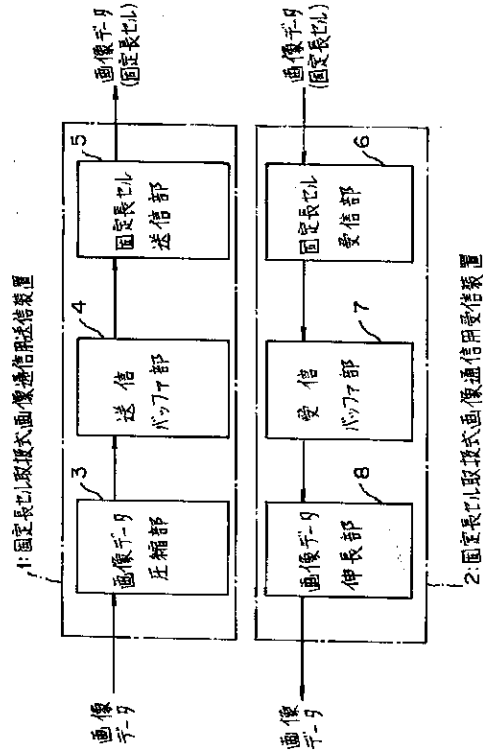 1:固定長セル取扱式画像通信用送信装置
画像
データ
3
画像データ
圧縮部
4
送信
バッファ部
5
固定長セル
送信部
画像データ
(固定長セル)
画像
データ
画像データ
伸長部
8
受信
バッファ部
7
固定長セル
受信部
6
画像データ
(固定長セル)
2:固定長セル取扱式画像通信用受信装置